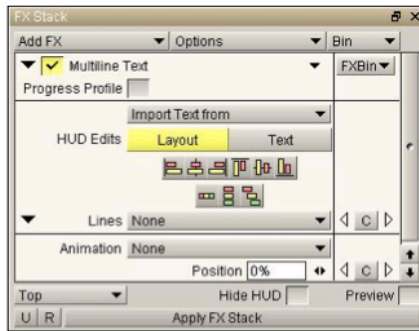 FX Stack
Add FX Options Bin
Multiline Text FXBin
Progress Profile
Import Text from
HUD Edits Layout Text
Lines None C
Animation None
Position 0% C
Top Hide HUD Preview
U R Apply FX Stack